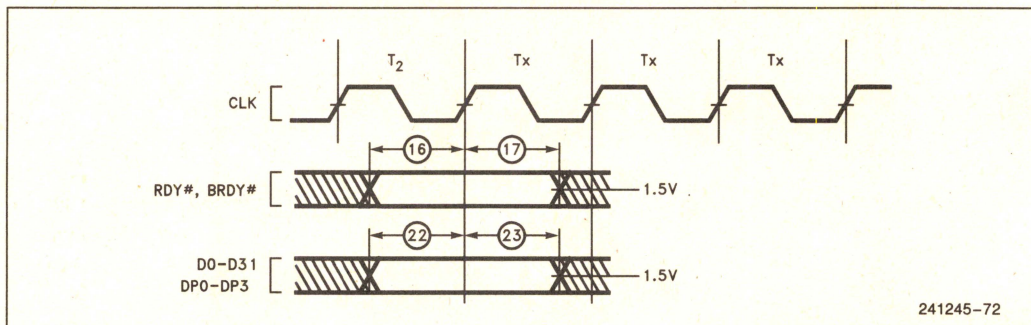 T2 Tx Tx Tx
CLK
16 17
RDY#, BRDY#
1.5V
22 23
D0-D31
DP0-DP3
1.5V
241245-72